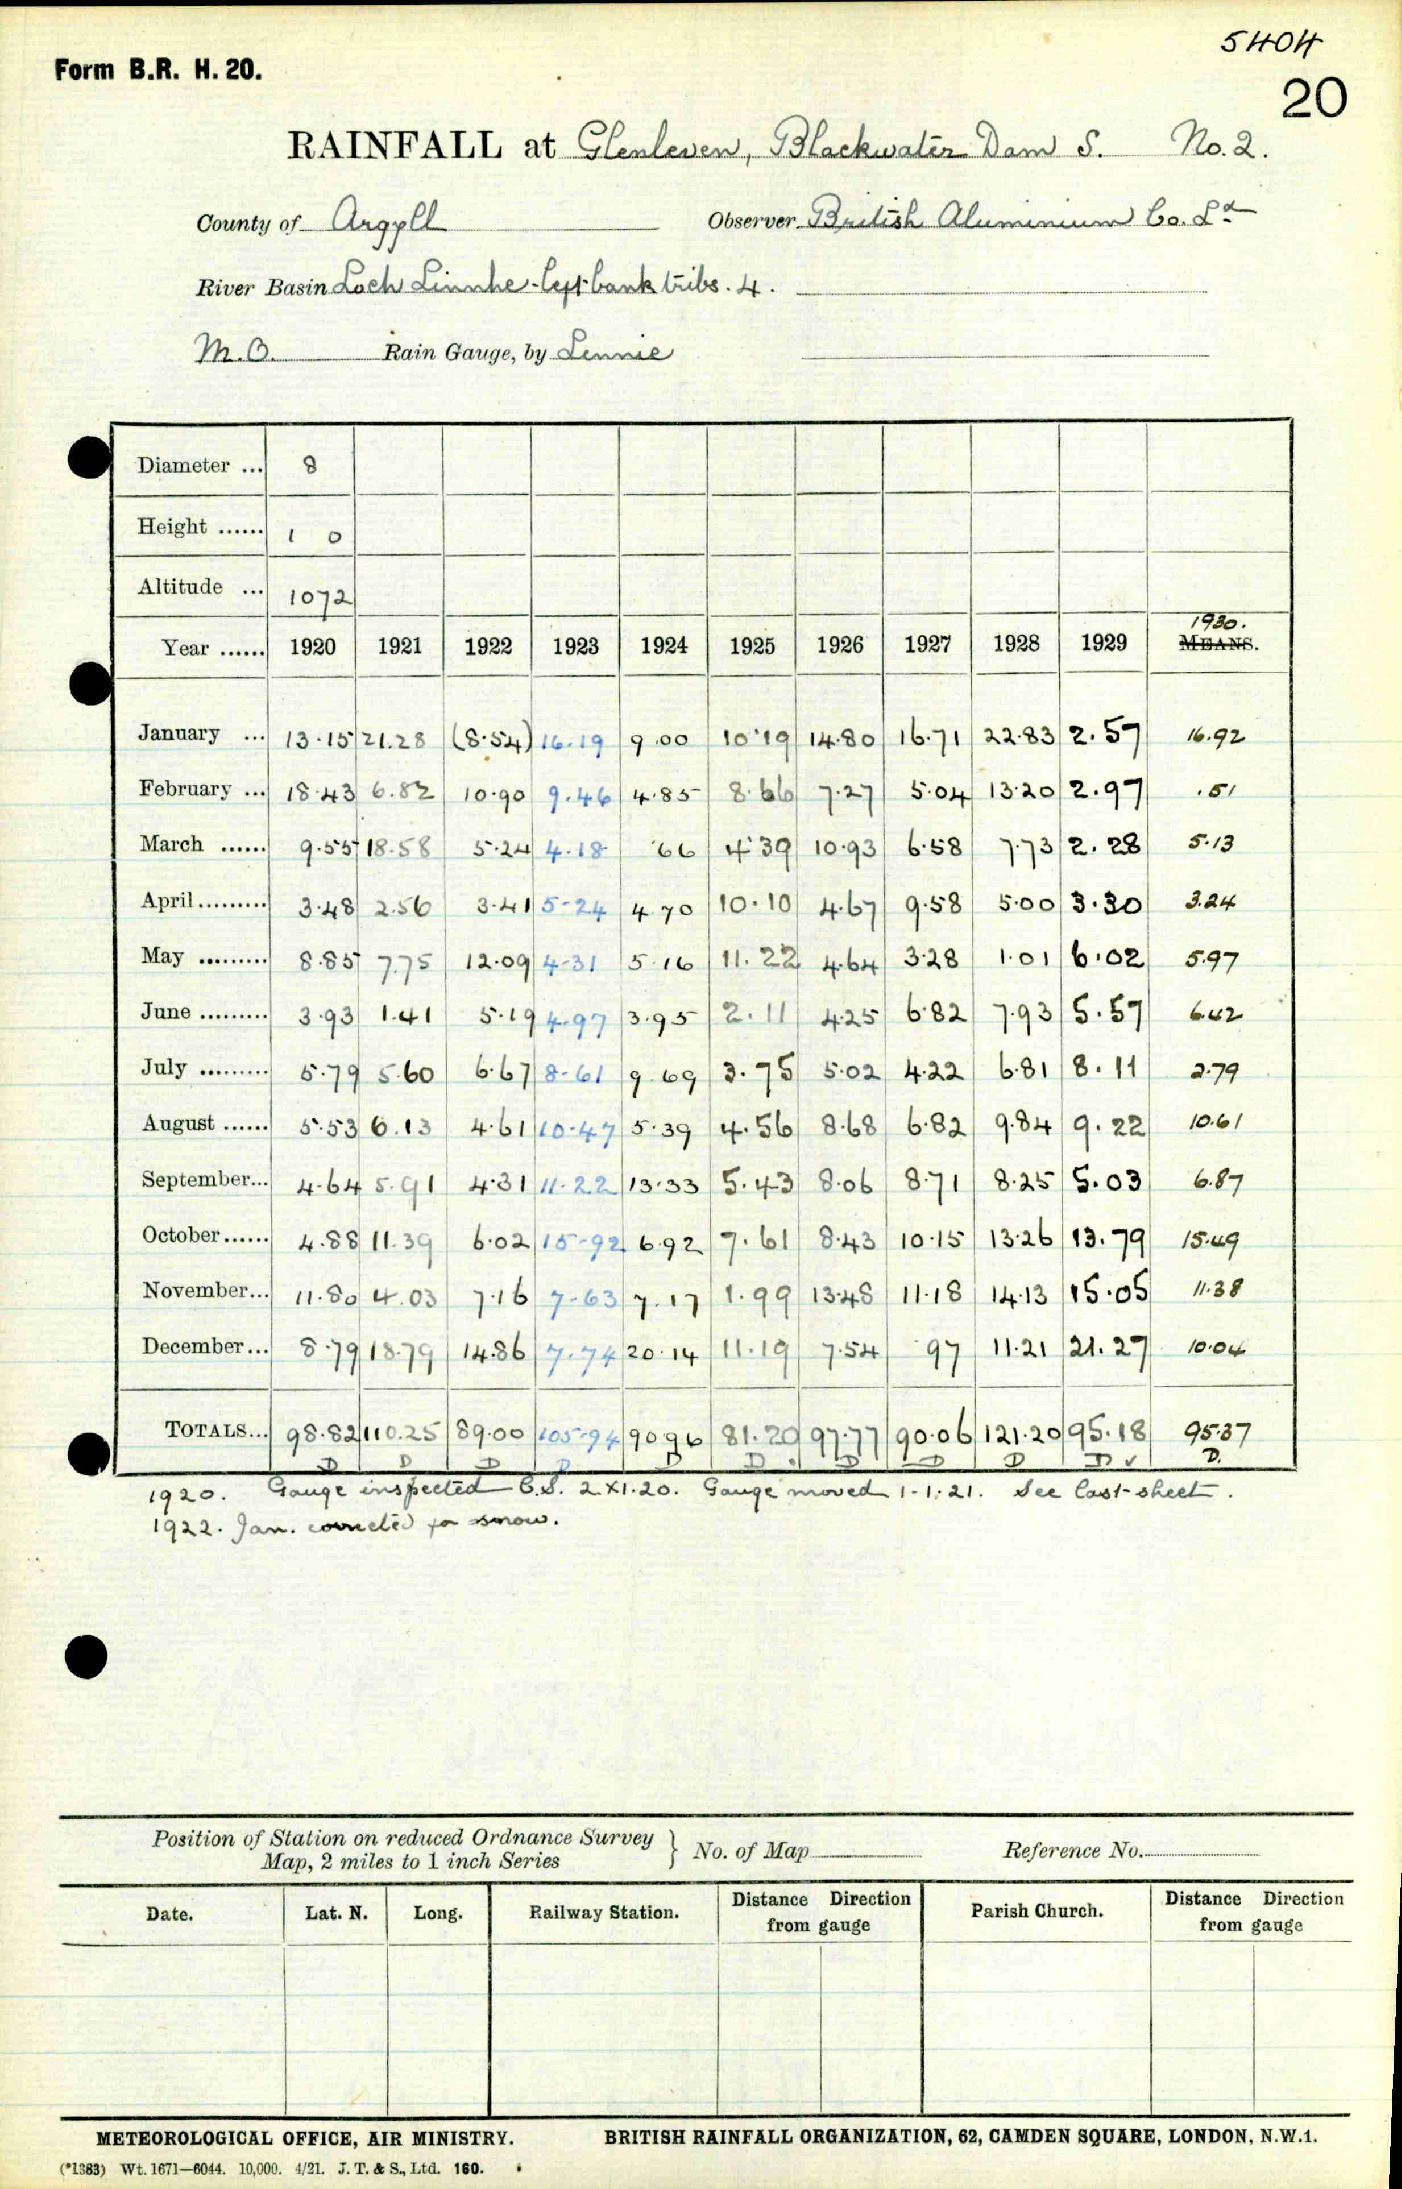 5404
Form B.R. H. 20.
20
RAINFALL at Glenleven, Blackwater Dam S. No. 2.
County of Argyll Observer British Aluminium Co. Ld
River Basin Loch Linnhe - left bank tribs. 4.
M.O. Rain Gauge, by Lennie
Diameter ... 8
Height ...... 1 0
Altitude ... 1072
1930.
Year ...... 1920 1921 1922 1923 1924 1925 1926 1927 1928 1929 MEANS.
January ... 13.15 21.28 (8.54) 16.19 9.00 10.19 14.80 16.71 22.83 2.57 16.92
February ... 18.43 6.82 10.90 9.46 4.85 8.66 7.27 5.04 13.20 2.97 .51
March ...... 9.55 18.58 5.24 4.18 .66 4.39 10.93 6.58 7.73 2.28 5.13
April ......... 3.48 2.56 3.41 5-24 4.70 10.10 4.67 9.58 5.00 3.30 3.24
May ......... 8.85 7.75 12.09 4-31 5.16 11.22 4.64 3.28 1.01 6.02 5.97
June ......... 3.93 1.41 5.19 4-97 3.95 2.11 4.25 6.82 7.93 5.57 6.42
July ......... 5.79 5.60 6.67 8-61 9.69 3.75 5.02 4.22 6.81 8.11 2.79
August ...... 5.53 6.13 4.61 10-47 5.39 4.56 8.68 6.82 9.84 9.22 10.61
September... 4.64 5.91 4.31 11-22 13.33 5.43 8.06 8.71 8.25 5.03 6.87
October...... 4.88 11.39 6.02 15-92 6.92 7.61 8.43 10.15 13.26 13.79 15.49
November... 11.80 4.03 7.16 7-63 7.17 1.99 13.48 11.18 14.13 15.05 11.38
December... 8.79 18.79 14.86 7.74 20.14 11.19 7.54 .97 11.21 21.27 10.04
TOTALS... 98.82 110.25 89.00 105-94 90.96 81.20 97.77 90.06 121.20 95.18 95.37
D D D D D D D D D D ✓ D.
1920. Gauge inspected C.S. 2.XI.20. Gauge moved 1-1-21. See last sheet.
1922. Jan. corrected for snow.
Position of Station on reduced Ordnance Survey Map, 2 miles to 1 inch Series } No. of Map Reference No.
Date. Lat. N. Long. Railway Station. Distance Direction from gauge Parish Church. Distance Direction from gauge
METEOROLOGICAL OFFICE, AIR MINISTRY. BRITISH RAINFALL ORGANIZATION, 62, CAMDEN SQUARE, LONDON, N.W.1.
(*1383) Wt. 1671—6044. 10,000. 4/21. J. T. & S., Ltd. 160.